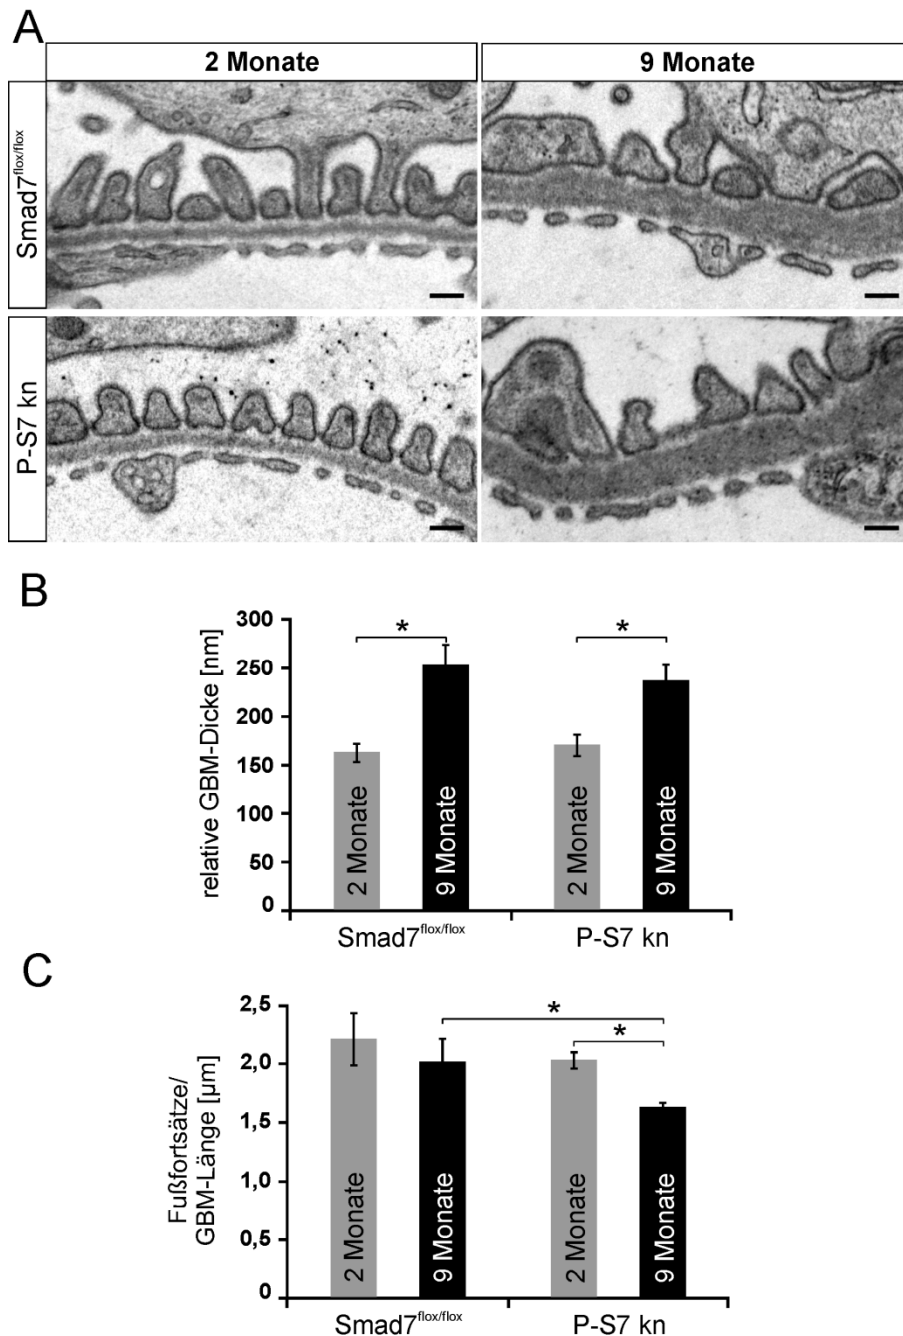 A
2 Monate
9 Monate
Smad7flox/flox
P-S7 kn
B
relative GBM-Dicke [nm]
300
250
200
150
100
50
0
*
*
2 Monate
9 Monate
2 Monate
9 Monate
Smad7flox/flox
P-S7 kn
C
Fußfortsätze/
GBM-Länge [µm]
2,5
2,0
1,5
1,0
0,5
0
*
*
2 Monate
9 Monate
2 Monate
9 Monate
Smad7flox/flox
P-S7 kn